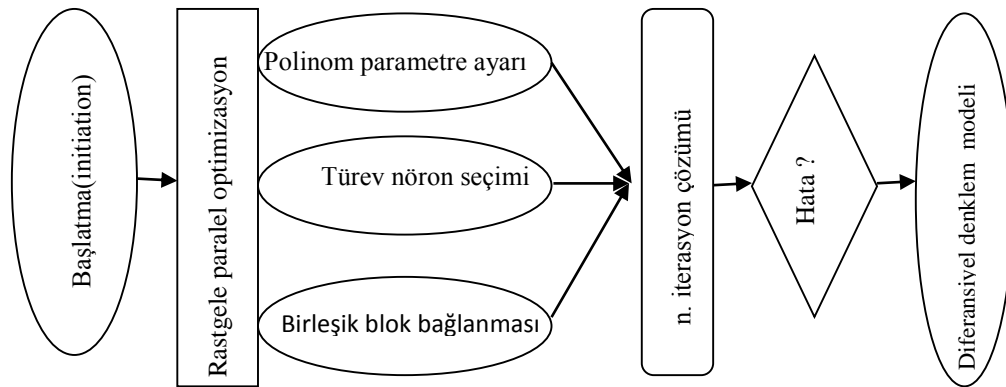 Başlatma(initiation)
Rastgele paralel optimizasyon
Polinom parametre ayarı
Türev nöron seçimi
Birleşik blok bağlanması
n. iterasyon çözümü
Hata ?
Diferansivel denklem modeli